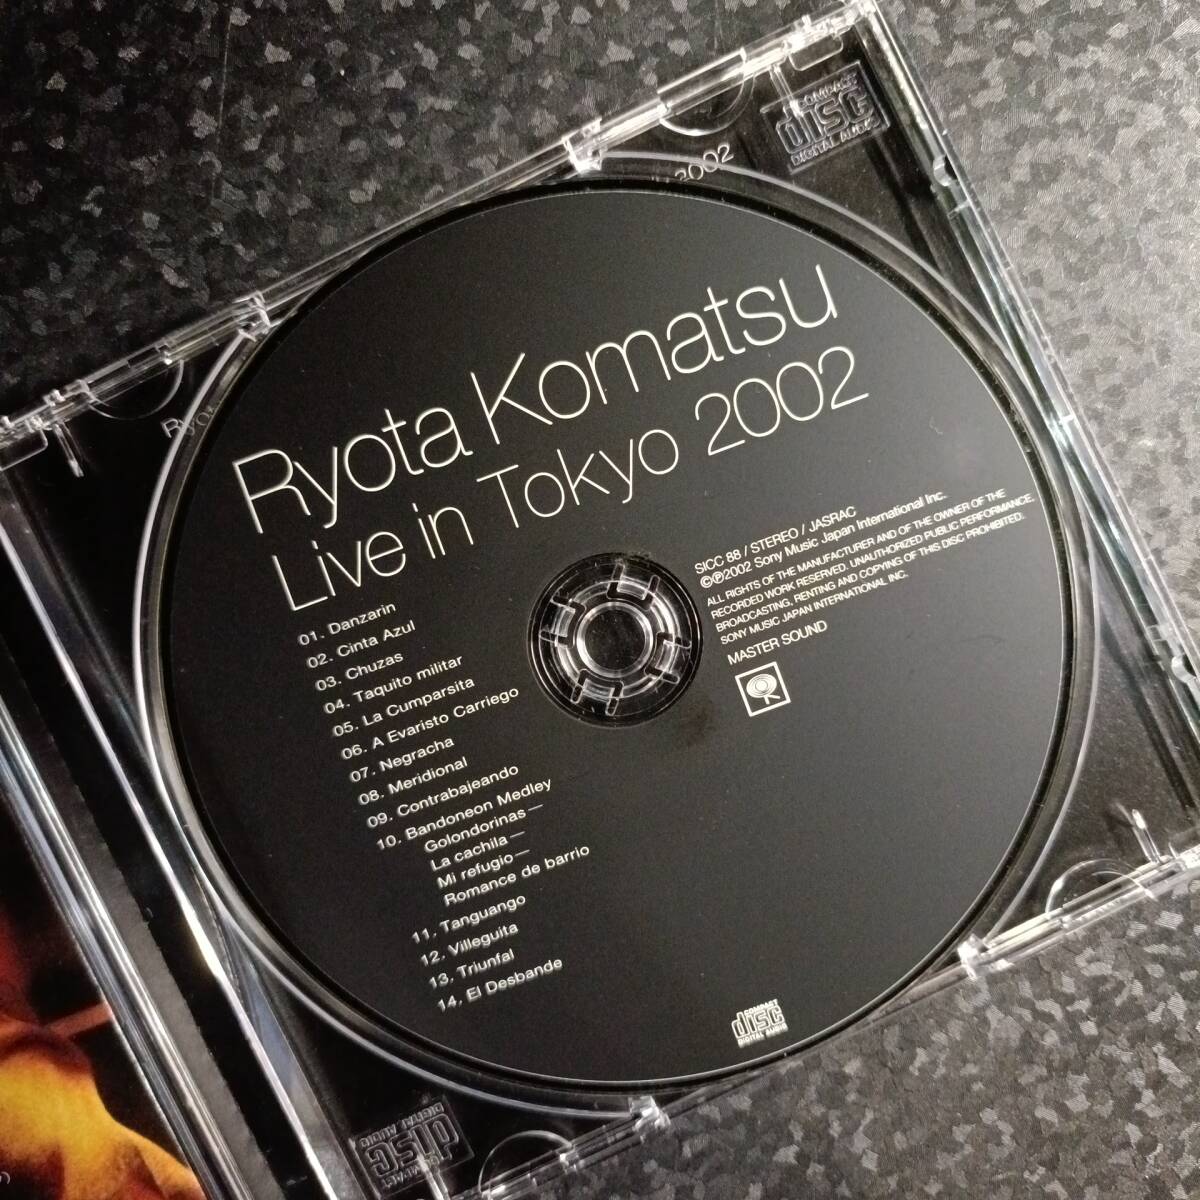 Ryota Komatsu
Live in Tokyo 2002
01. Danzarin
02. Cinta Azul
03. Chuzas
04. Taquito militar
05. La Cumparsita
06. A Evaristo Carriego
07. Negracha
08. Meridional
09. Contrabajeando
10. Bandoneon Medley
Golondorinas—
La cachila—
Mi refugio—
Romance de barrio
11. Tanguango
12. Villeguita
13. Triunfal
14. El Desbande
SICC 88 / STEREO / JASRAC
©℗2002 Sony Music Japan International Inc.
ALL RIGHTS OF THE MANUFACTURER AND OF THE OWNER OF THE
RECORDED WORK RESERVED. UNAUTHORIZED PUBLIC PERFORMANCE,
BROADCASTING, RENTING AND COPYING OF THIS DISC PROHIBITED.
SONY MUSIC JAPAN INTERNATIONAL INC.
MASTER SOUND
COMPACT
disc
DIGITAL AUDIO
COMPACT
disc
DIGITAL AUDIO
COMPACT
disc
DIGITAL AUDIO
2002